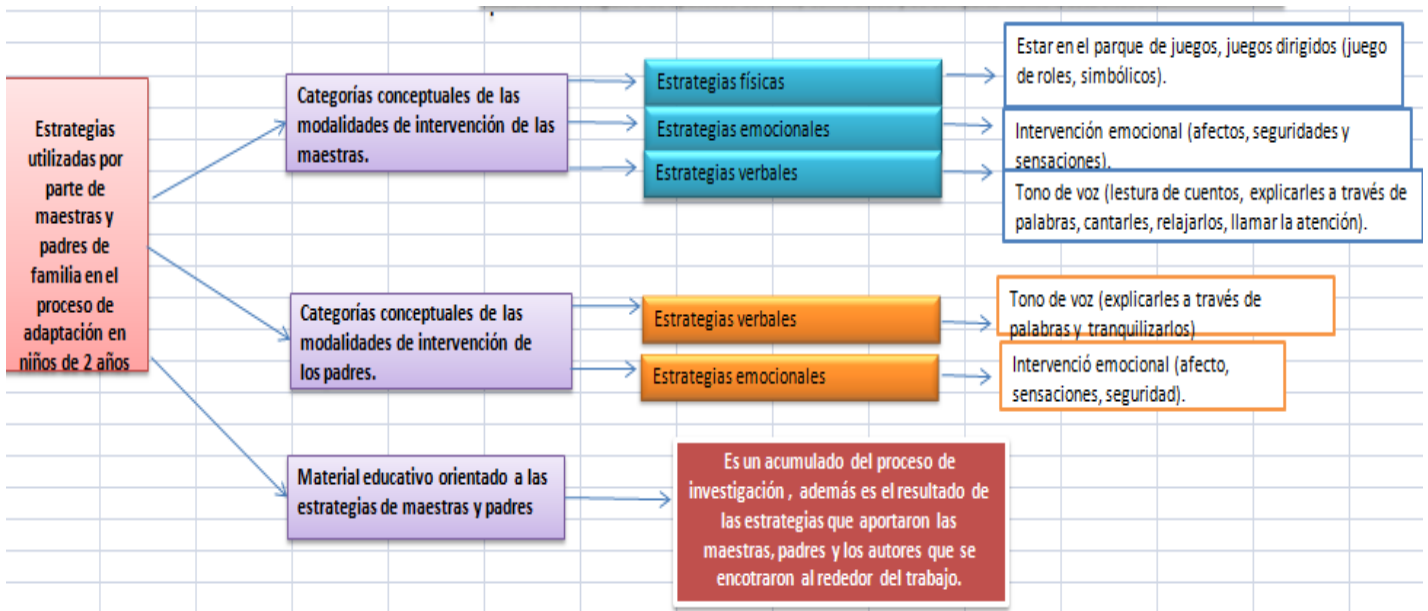 Estrategias
utilizadas por
parte de
maestras y
padres de
familia en el
proceso de
adaptación en
niños de 2 años
Categorías conceptuales de las
modalidades de intervención de las
maestras.
Estrategias físicas
Estrategias emocionales
Estrategias verbales
Estar en el parque de juegos, juegos dirigidos (juego
de roles, simbólicos).
Intervención emocional (afectos, seguridades y
sensaciones).
Tono de voz (lestura de cuentos, explicarles a través de
palabras, cantarles, relajarlos, llamar la atención).
Categorías conceptuales de las
modalidades de intervención de
los padres.
Estrategias verbales
Estrategias emocionales
Tono de voz (explicarles a través de
palabras y tranquilizarlos)
Intervenció emocional (afecto,
sensaciones, seguridad).
Material educativo orientado a las
estrategias de maestras y padres
Es un acumulado del proceso de
investigación , además es el resultado de
las estrategias que aportaron las
maestras, padres y los autores que se
encotraron al rededor del trabajo.